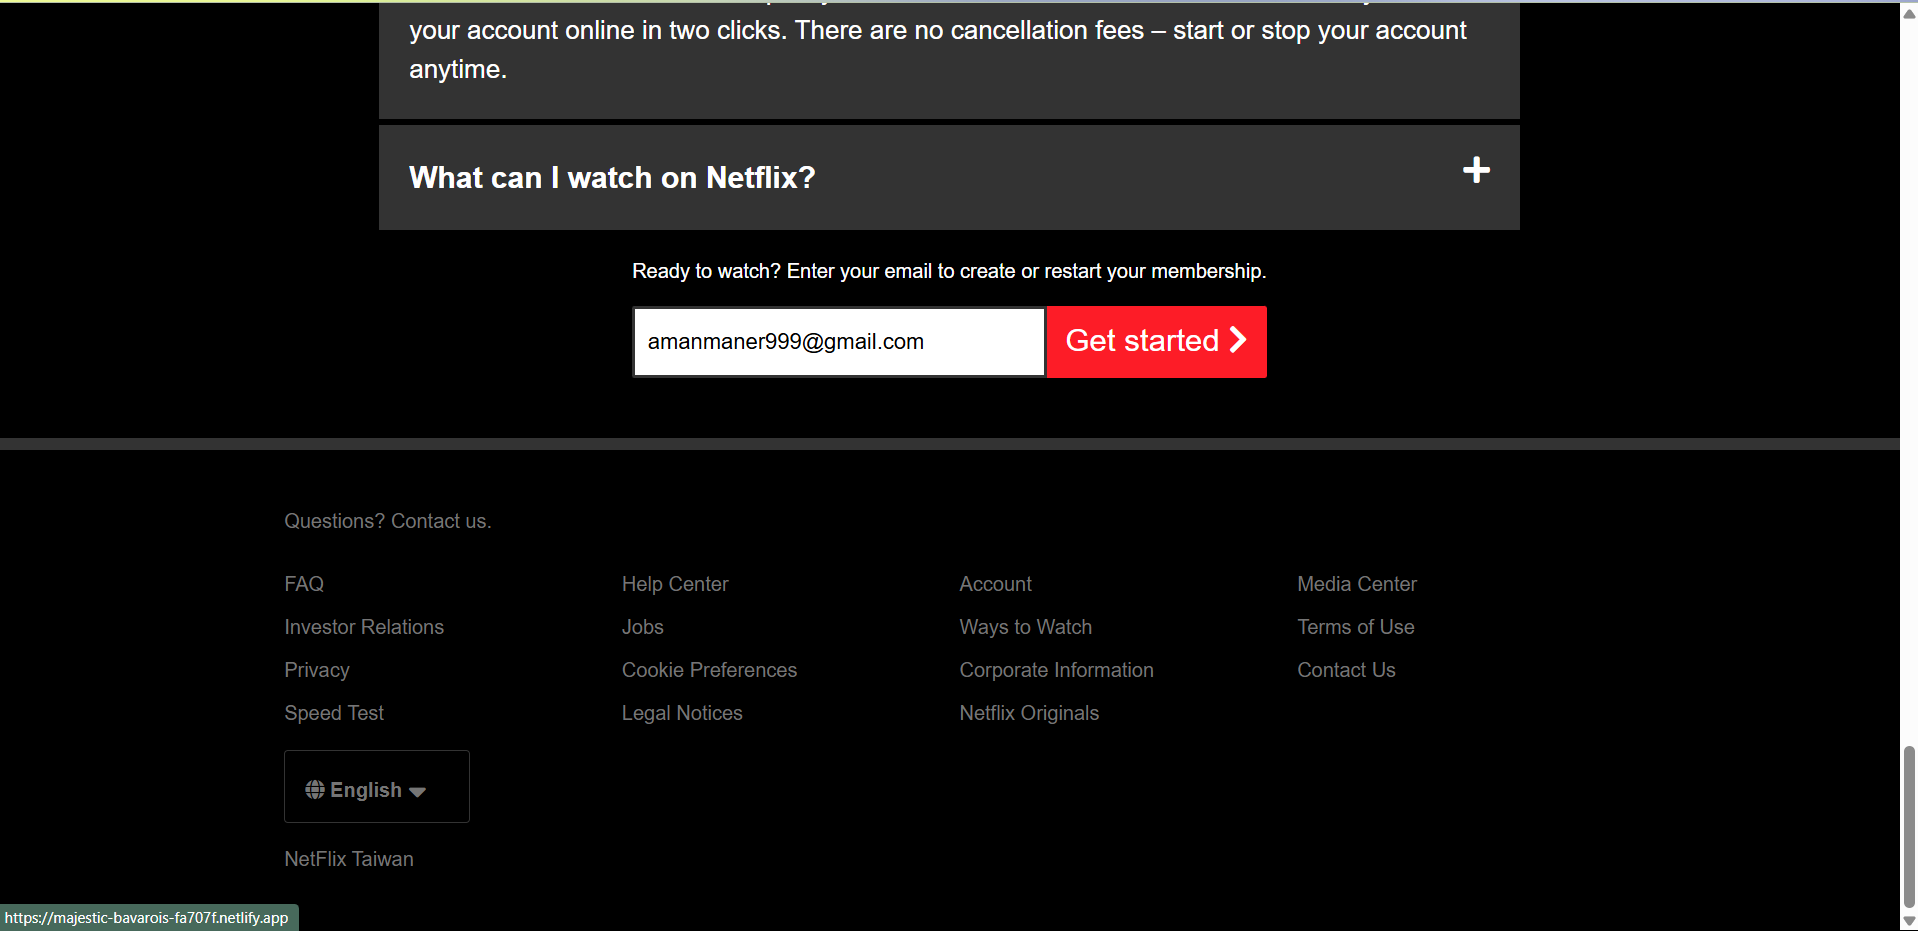 your account online in two clicks. There are no cancellation fees – start or stop your account
anytime.
What can I watch on Netflix?
Ready to watch? Enter your email to create or restart your membership.
amanmaner999@gmail.com
Get started
Questions? Contact us.
FAQ
Help Center
Account
Media Center
Investor Relations
Jobs
Ways to Watch
Terms of Use
Privacy
Cookie Preferences
Corporate Information
Contact Us
Speed Test
Legal Notices
Netflix Originals
English
NetFlix Taiwan
https://majestic-bavarois-fa707f.netlify.app